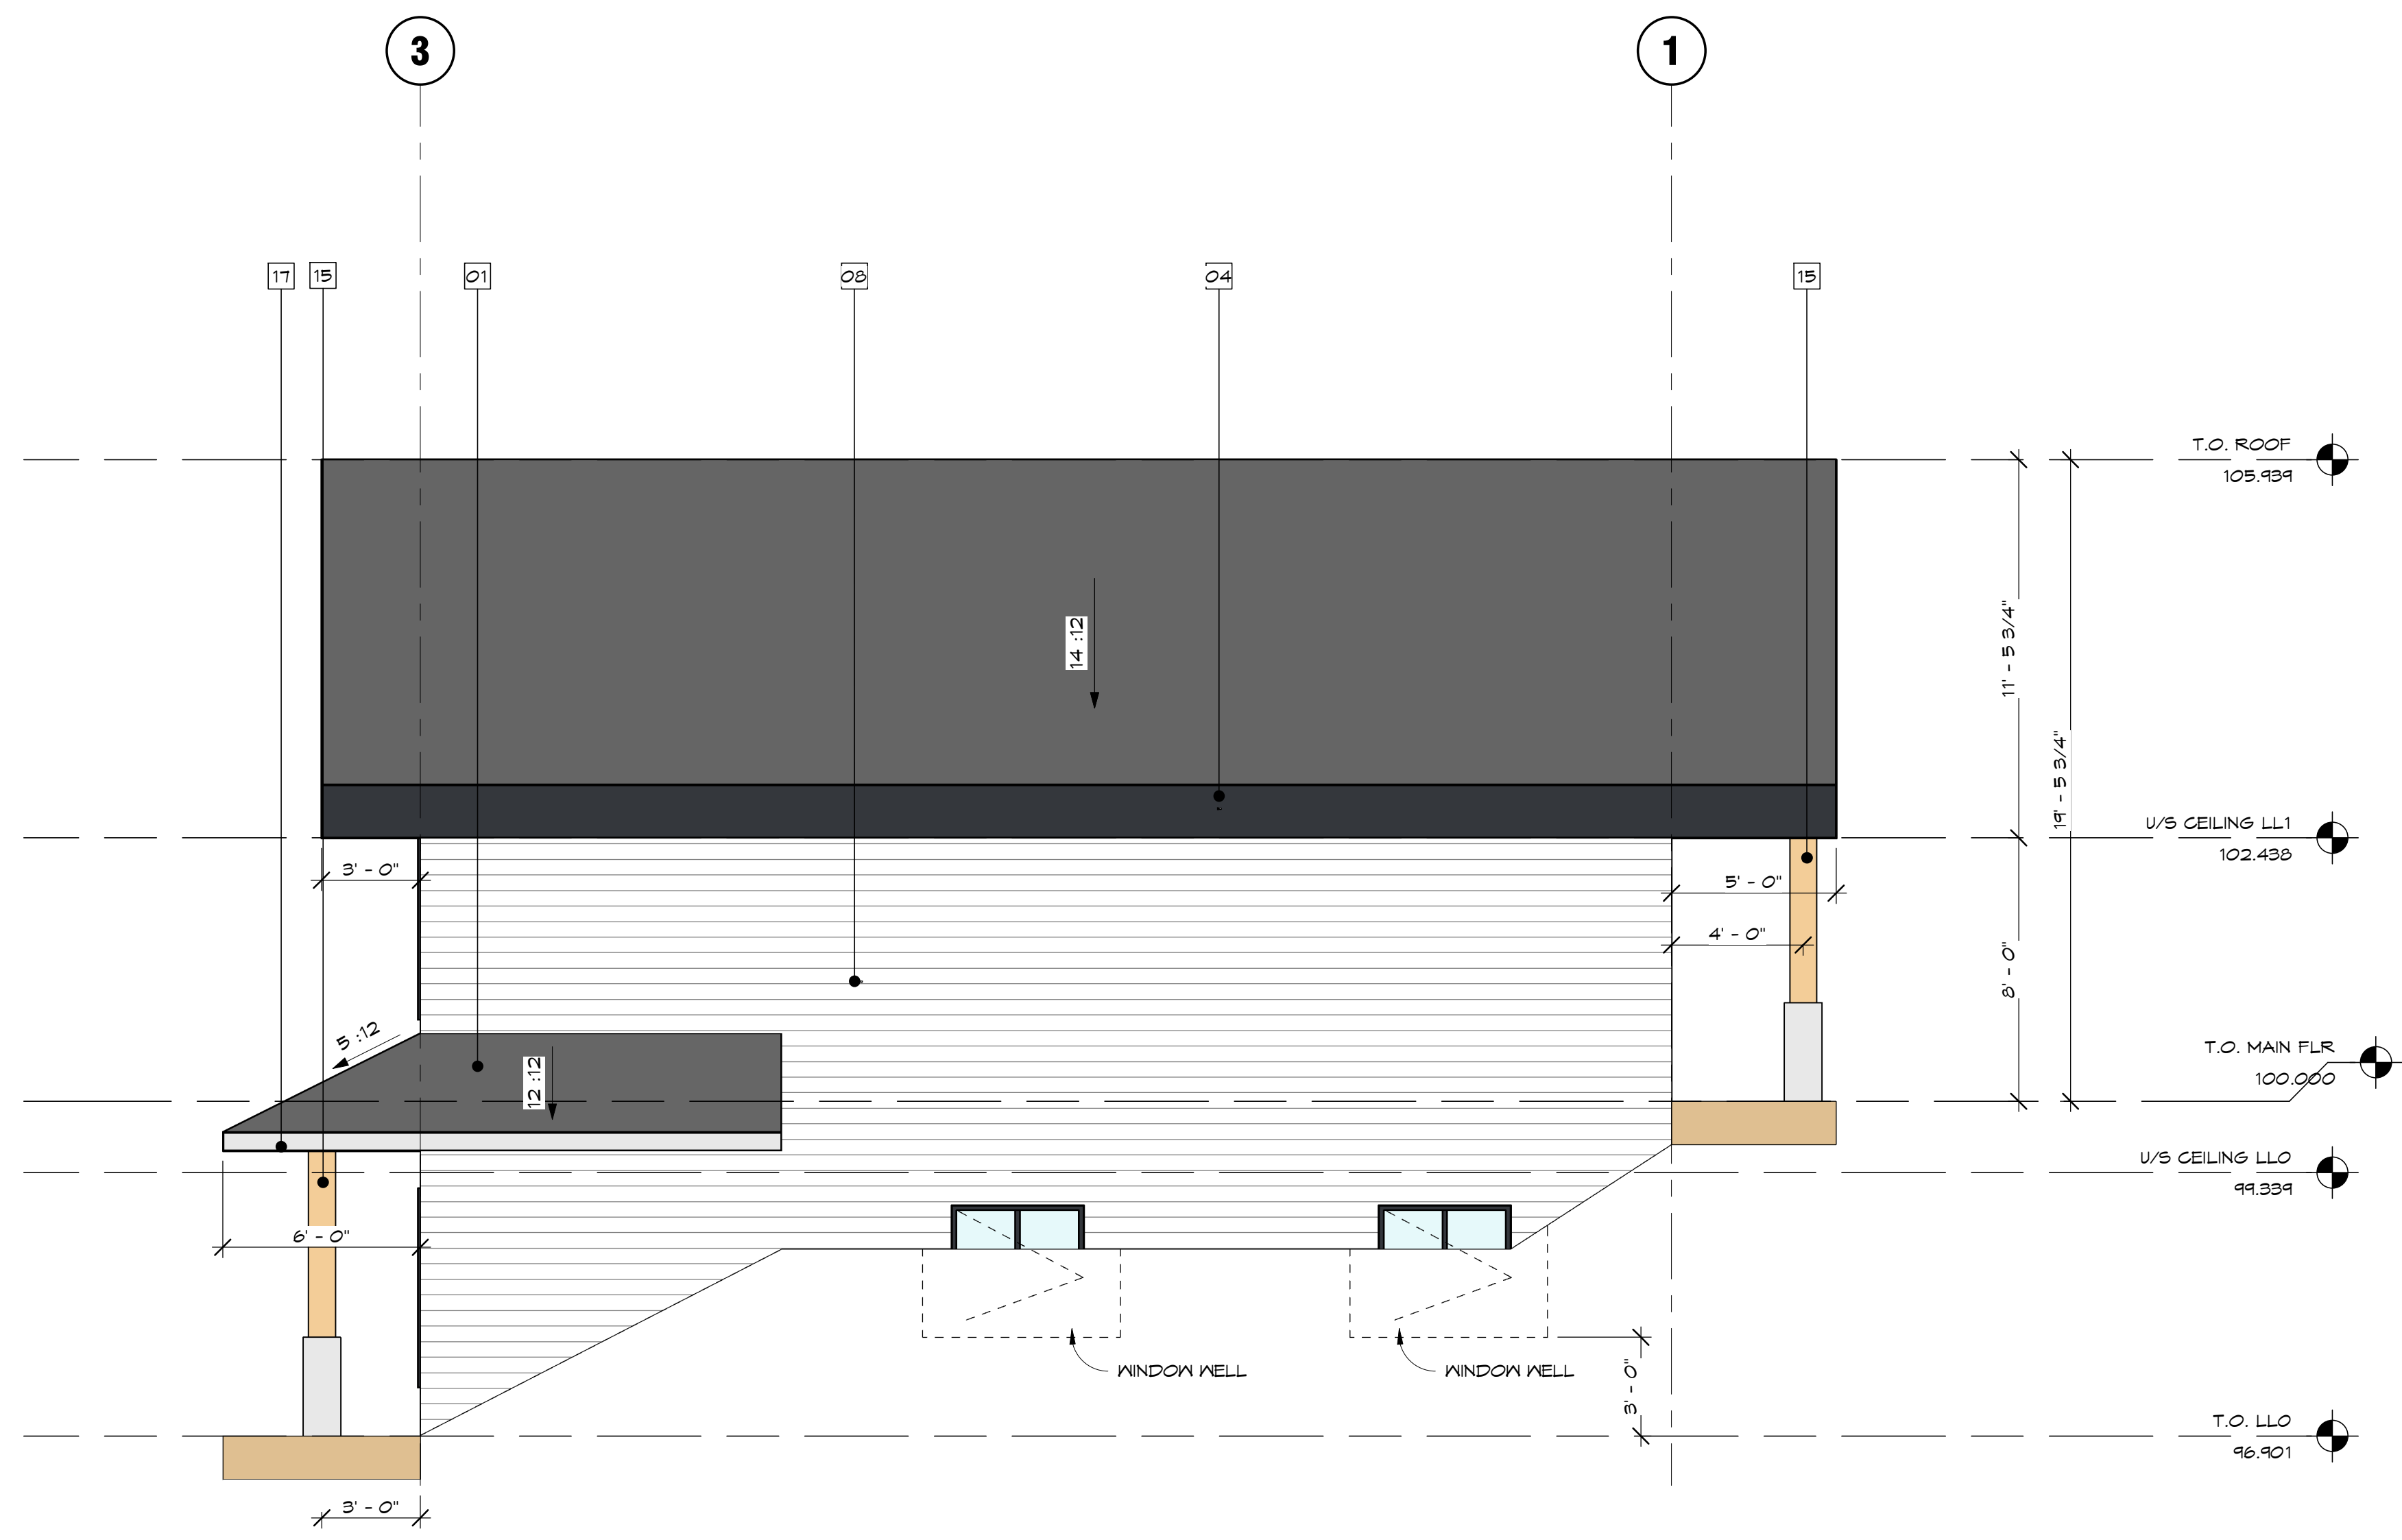 3
1
17
15
01
08
04
15
T.O. ROOF
105.939
14 :12
11' - 5 3/4"
19' - 5 3/4"
U/S CEILING LL1
102.438
3' - 0"
5' - 0"
4' - 0"
8' - 0"
5 :12
12 :12
T.O. MAIN FLR
100.000
U/S CEILING LL0
99.339
6' - 0"
WINDOW WELL
WINDOW WELL
3' - 0"
T.O. LL0
96.901
3' - 0"